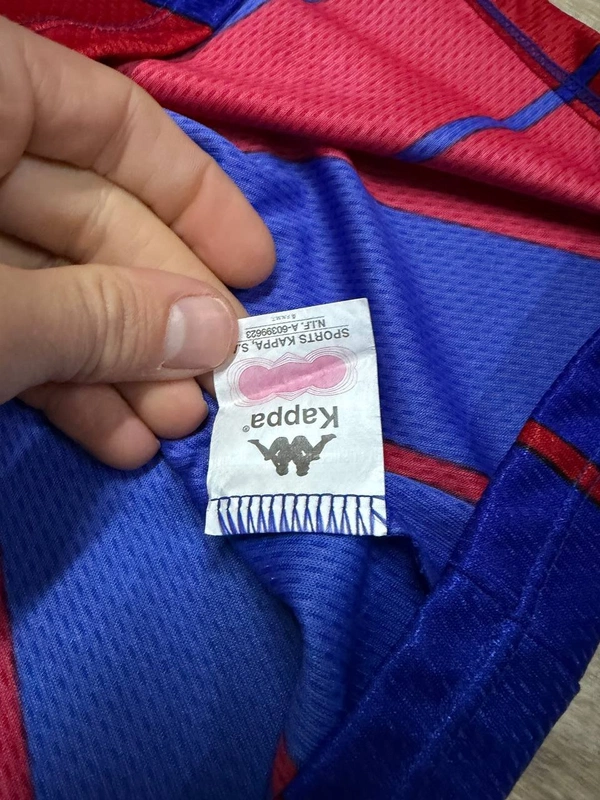 Kappa®
SPORTS KAPPA, S.A.
N.I.F. A-60399623